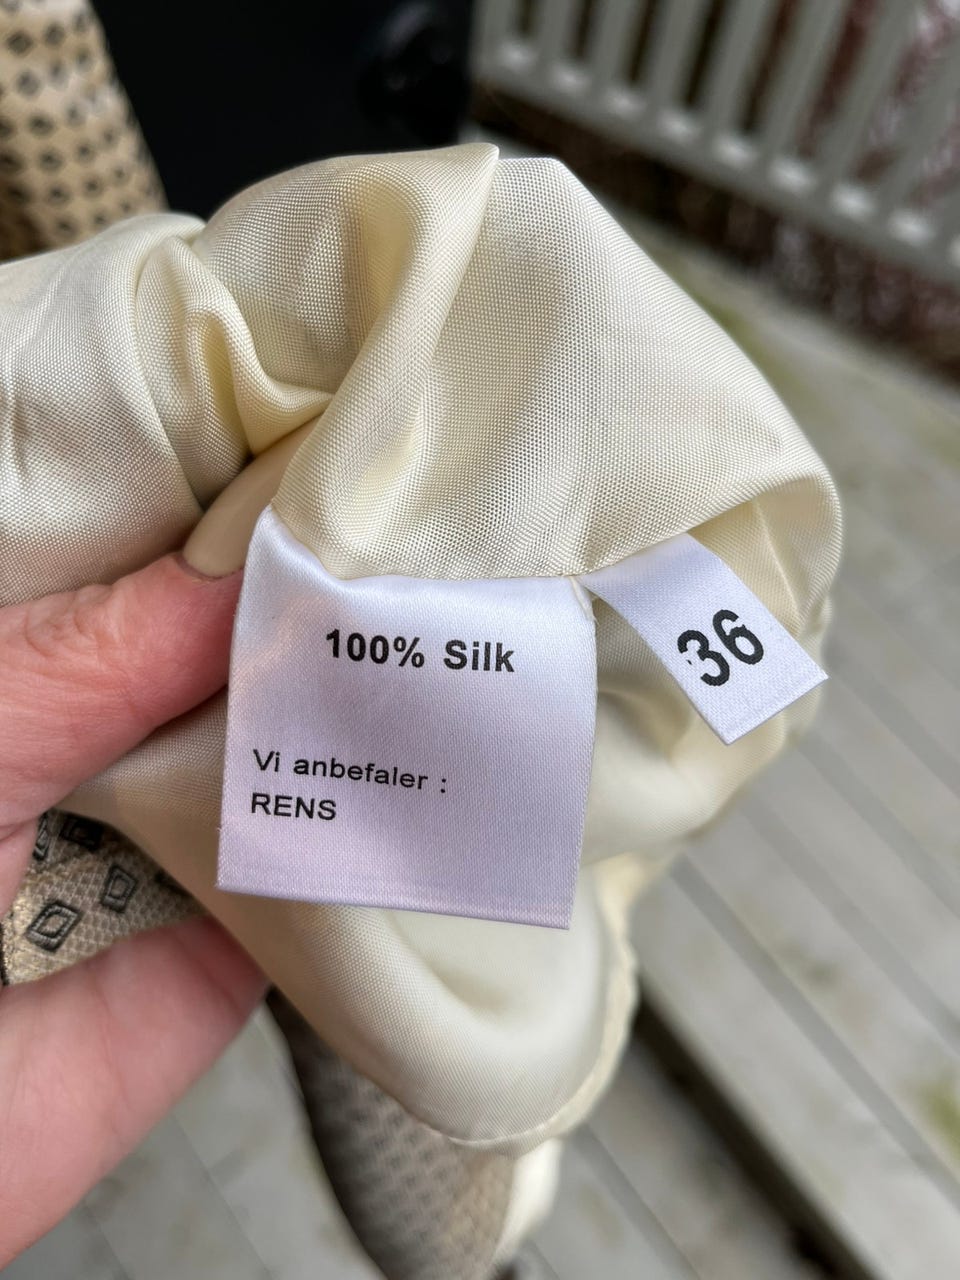 100% Silk
Vi anbefaler :
RENS
36